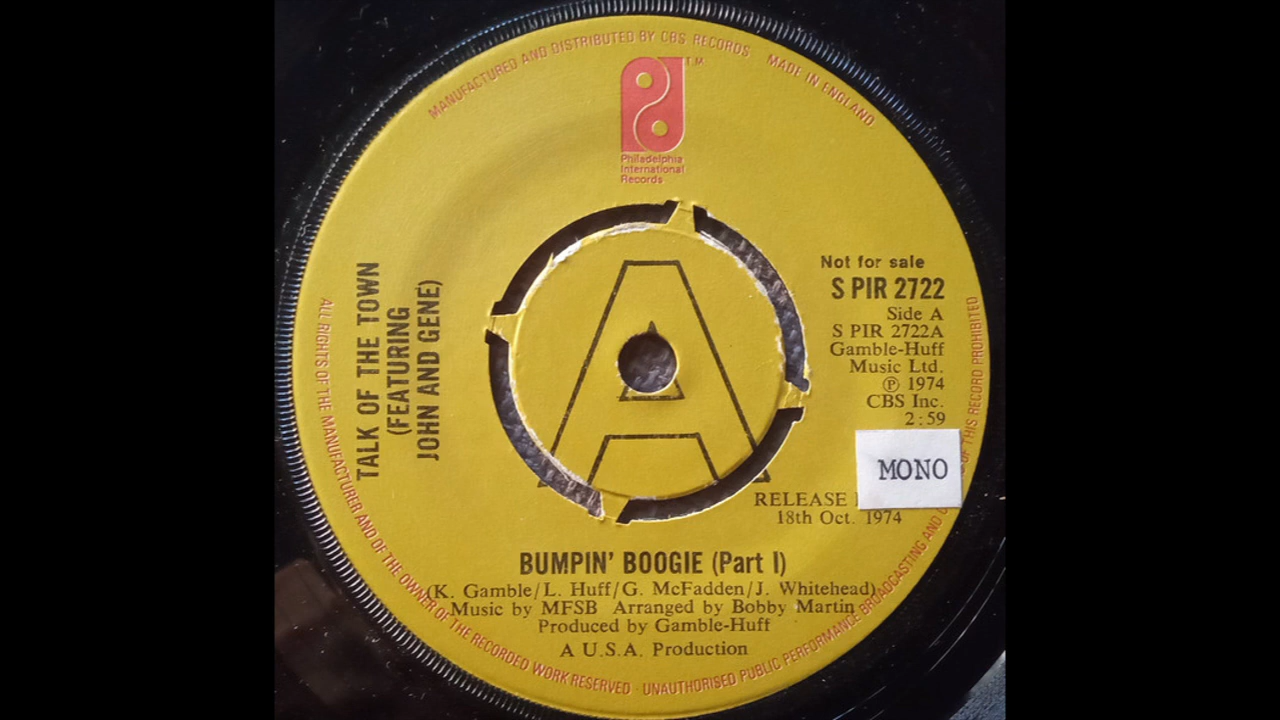 MANUFACTURED AND DISTRIBUTED BY CBS RECORDS. MADE IN ENGLAND.
TM
Philadelphia
International
Records
TALK OF THE TOWN
(FEATURING
JOHN AND GENE)
A
Not for sale
S PIR 2722
Side A
S PIR 2722A
Gamble-Huff
Music Ltd.
℗ 1974
CBS Inc.
2:59
MONO
RELEASE
18th Oct. 1974
BUMPIN' BOOGIE (Part I)
(K. Gamble/L. Huff/G. McFadden/J. Whitehead)
Music by MFSB Arranged by Bobby Martin
Produced by Gamble-Huff
A U.S.A. Production
ALL RIGHTS OF THE MANUFACTURER AND OF THE OWNER OF THE RECORDED WORK RESERVED · UNAUTHORISED PUBLIC PERFORMANCE BROADCASTING AND OF THIS RECORD PROHIBITED